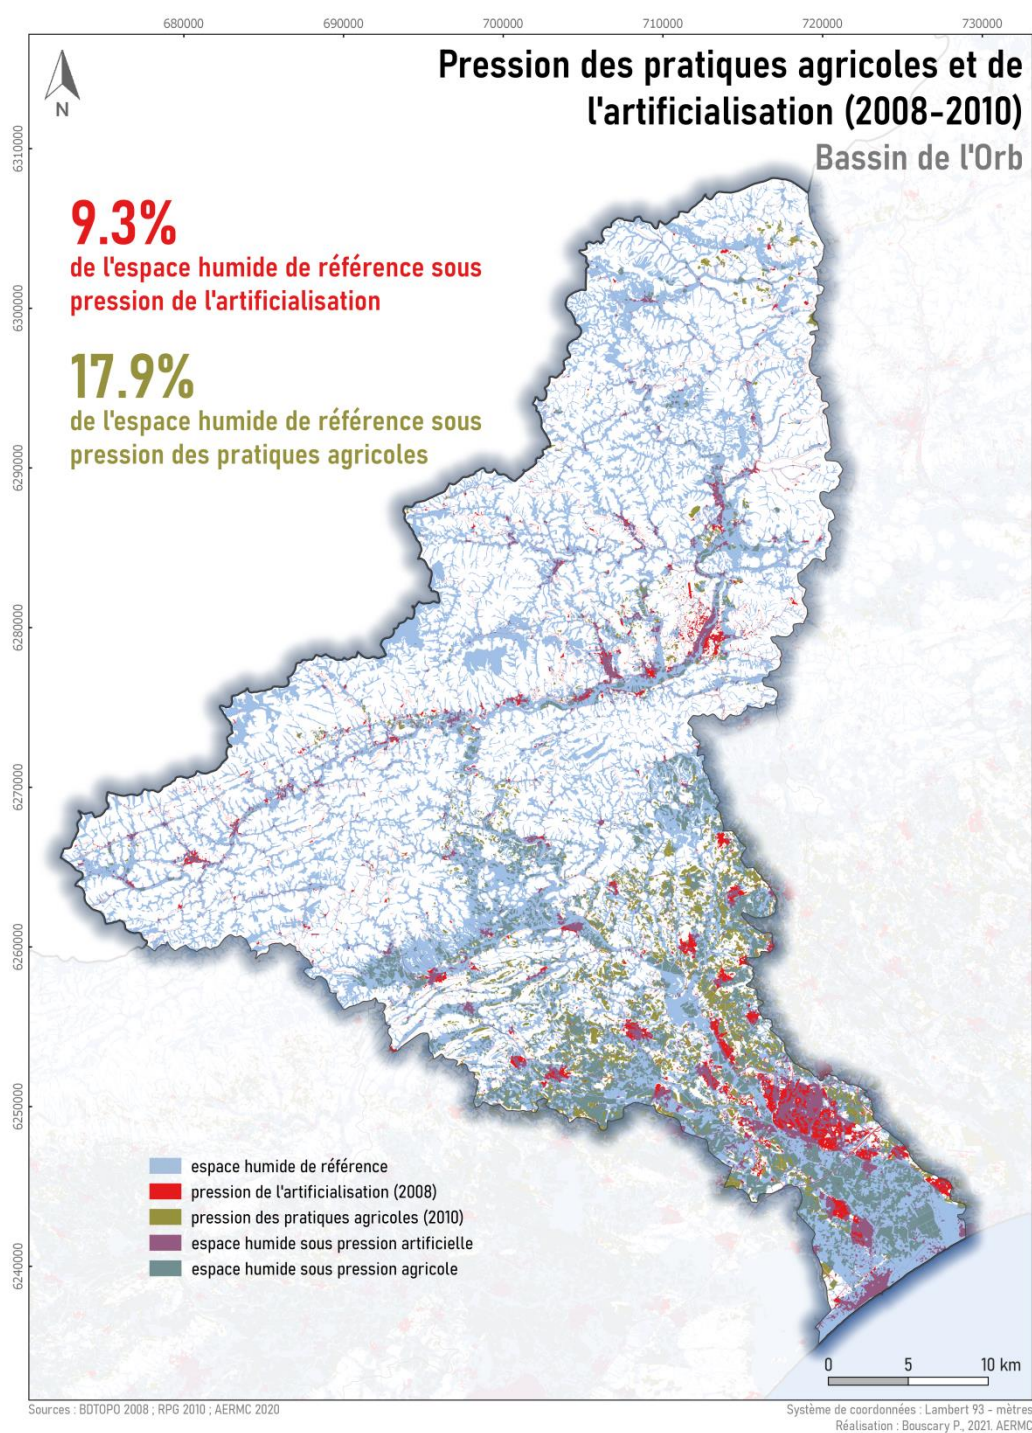 680000 690000 700000 710000 720000 730000
Pression des pratiques agricoles et de
l'artificialisation (2008-2010)
Bassin de l'Orb
N
6310000
9.3%
de l'espace humide de référence sous
pression de l'artificialisation
6300000
17.9%
de l'espace humide de référence sous
pression des pratiques agricoles
6290000
6280000
6270000
6260000
6250000
6240000
espace humide de référence
pression de l'artificialisation (2008)
pression des pratiques agricoles (2010)
espace humide sous pression artificielle
espace humide sous pression agricole
0 5 10 km
Sources : BDTOPO 2008 ; RPG 2010 ; AERMC 2020
Système de coordonnées : Lambert 93 - mètres
Réalisation : Bouscary P., 2021. AERMC